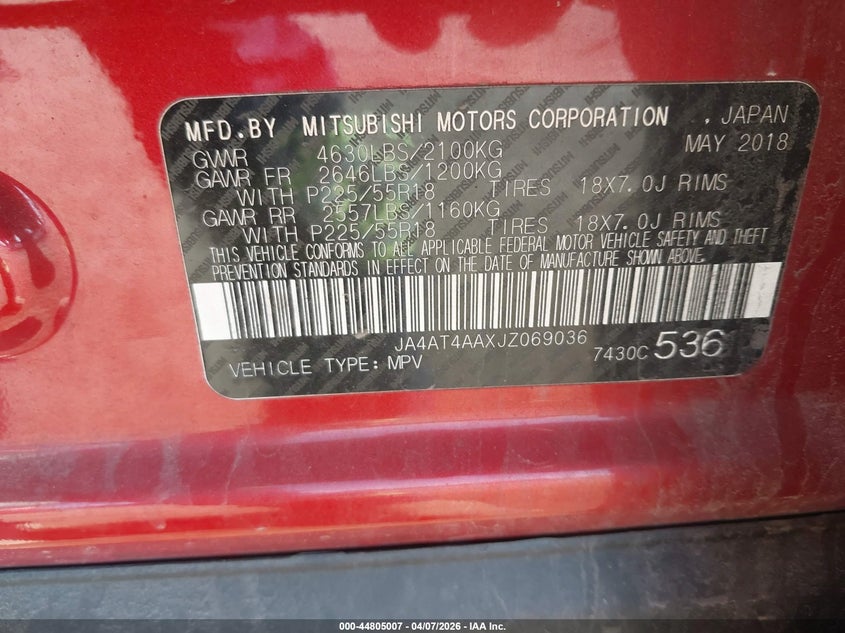 MFD.BY MITSUBISHI MOTORS CORPORATION , JAPAN
GVWR 4630LBS/2100KG MAY 2018
GAWR FR 2646LBS/1200KG
WITH P225/55R18 TIRES 18X7.0J RIMS
GAWR RR 2557LBS/1160KG
WITH P225/55R18 TIRES 18X7.0J RIMS
THIS VEHICLE CONFORMS TO ALL APPLICABLE FEDERAL MOTOR VEHICLE SAFETY AND THEFT
PREVENTION STANDARDS IN EFFECT ON THE DATE OF MANUFACTURE SHOWN ABOVE.
JA4AT4AAXJZ069036
VEHICLE TYPE: MPV 7430C 536
000-44805007 - 04/07/2026 - IAA Inc.